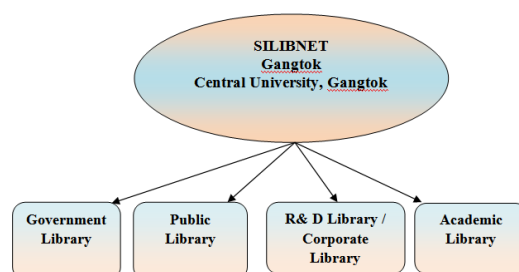 SILIBNET
Gangtok
Central University, Gangtok
Government
Library
Public
Library
R& D Library /
Corporate
Library
Academic
Library